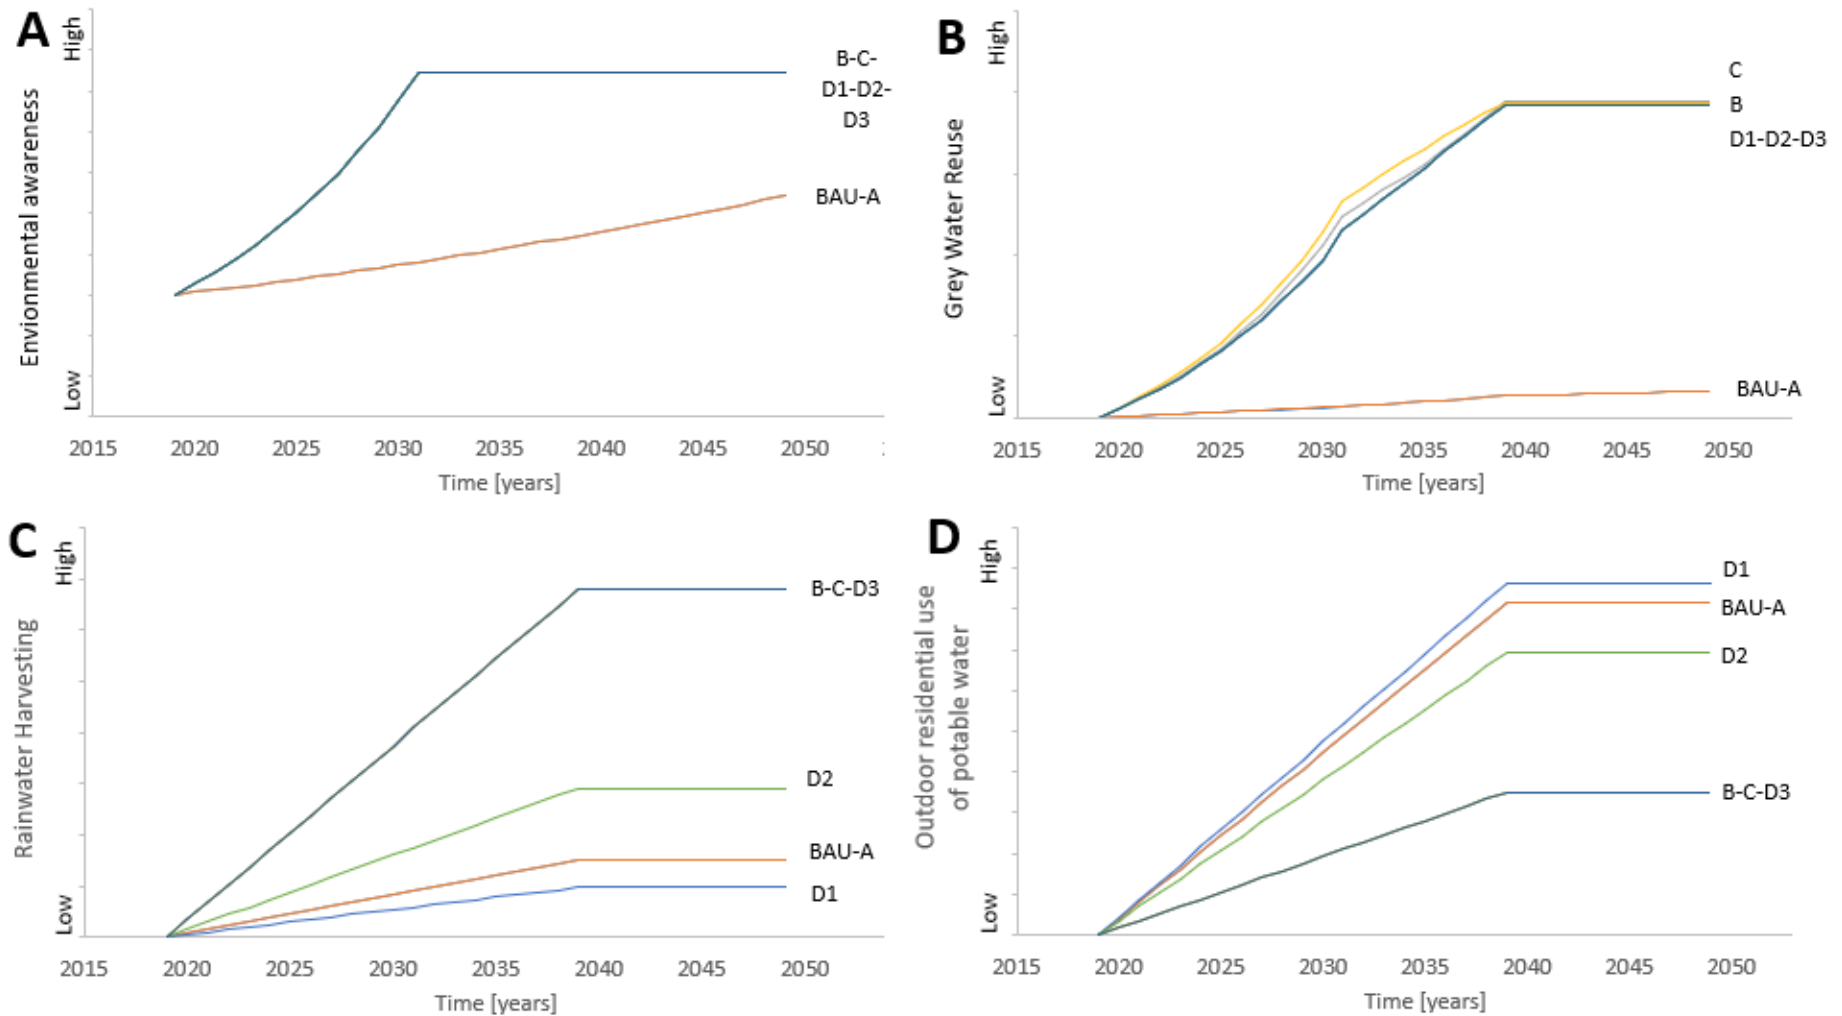 A
High
Low
Envionmental awareness
B-C-
D1-D2-
D3
BAU-A
2015 2020 2025 2030 2035 2040 2045 2050
Time [years]
B
High
Low
Grey Water Reuse
C
B
D1-D2-D3
BAU-A
2015 2020 2025 2030 2035 2040 2045 2050
Time [years]
C
High
Low
Rainwater Harvesting
B-C-D3
D2
BAU-A
D1
2015 2020 2025 2030 2035 2040 2045 2050
Time [years]
D
High
Low
Outdoor residential use
of potable water
D1
BAU-A
D2
B-C-D3
2015 2020 2025 2030 2035 2040 2045 2050
Time [years]